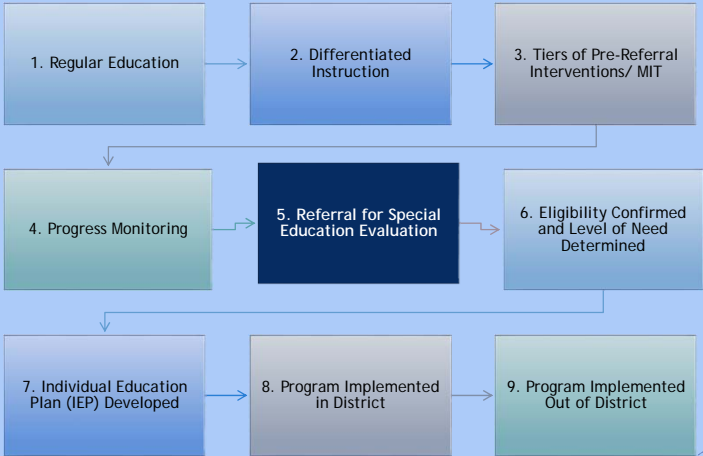 1. Regular Education
2. Differentiated
Instruction
3. Tiers of Pre-Referral
Interventions/ MIT
4. Progress Monitoring
5. Referral for Special
Education Evaluation
6. Eligibility Confirmed
and Level of Need
Determined
7. Individual Education
Plan (IEP) Developed
8. Program Implemented
in District
9. Program Implemented
Out of District